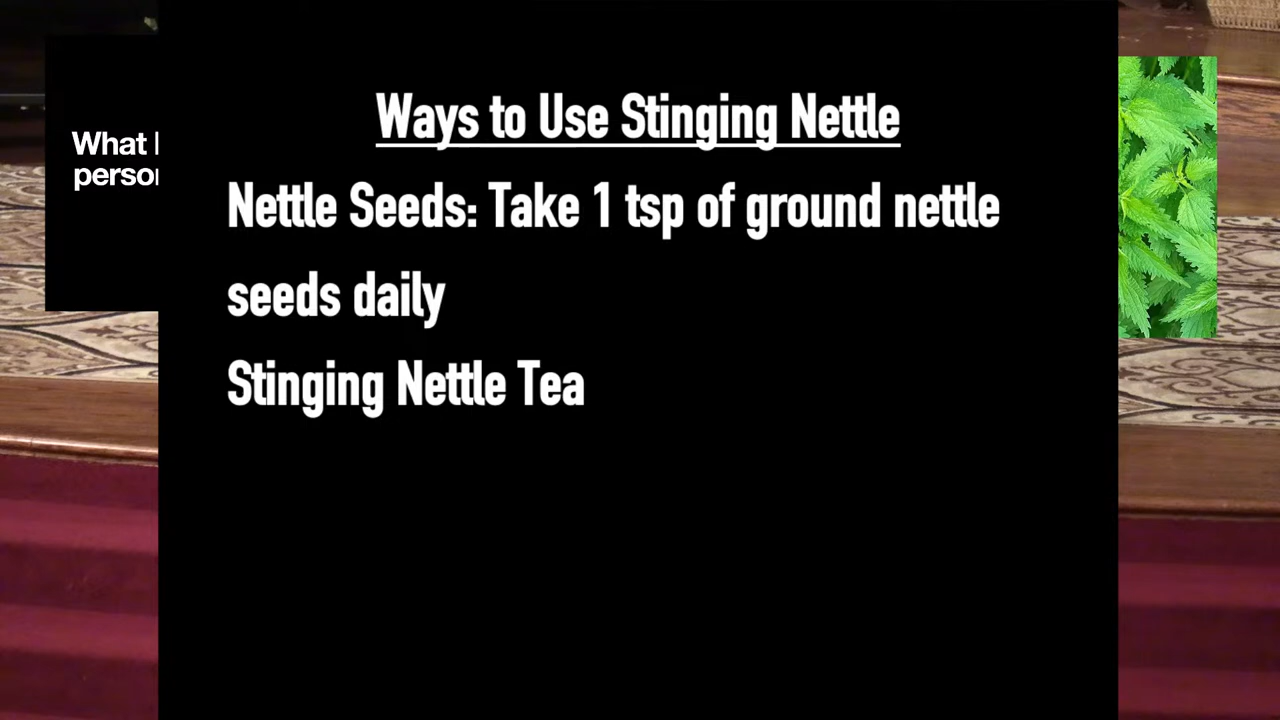 Ways to Use Stinging Nettle
What
Nettle Seeds: Take 1 tsp of ground nettle
seeds daily
Stinging Nettle Tea